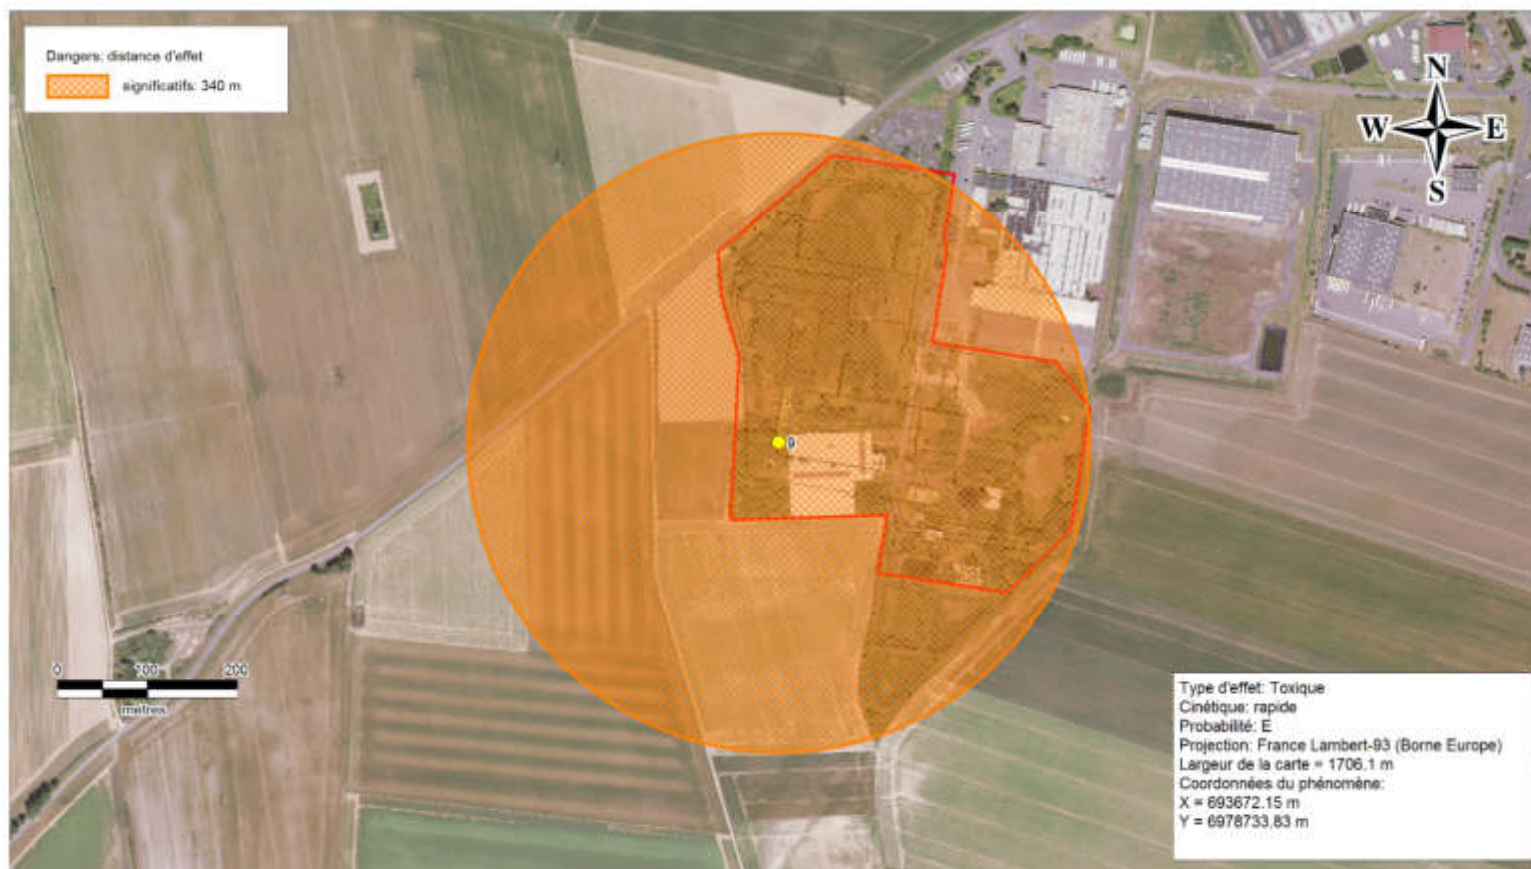 Dangers: distance d'effet
significatifs: 340 m
N
W E
S
9
0 100 200
mètres
Type d'effet: Toxique
Cinétique: rapide
Probabilité: E
Projection: France Lambert-93 (Borne Europe)
Largeur de la carte = 1706.1 m
Coordonnées du phénomène:
X = 693672.15 m
Y = 6978733.83 m